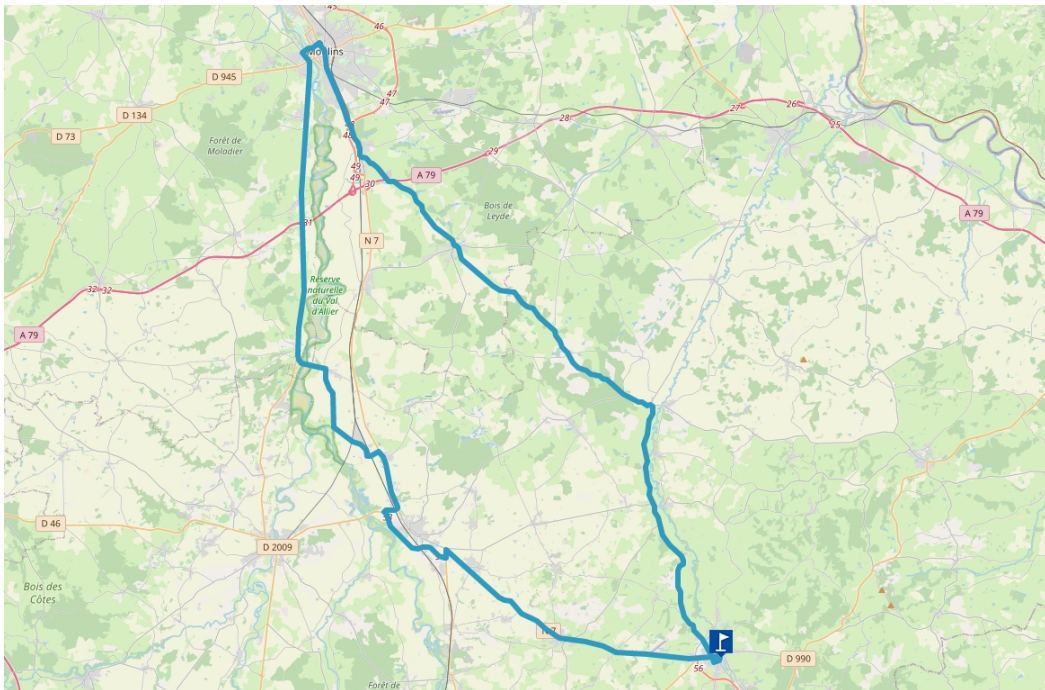 45
46
Moulins
D 945
47
47
D 134
27
26
28
25
48
D 73
Forêt de
Moladier
29
49
49
30
A 79
Bois de
Leyde
A 79
31
N 7
Réserve
naturelle
du Val
d'Allier
32
32
A 79
D 46
D 2009
Bois des
Côtes
N 7
56
D 990
Forêt de